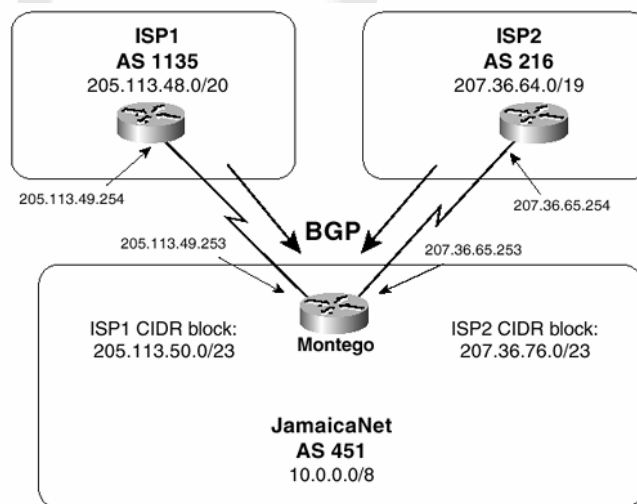 ISP1
AS 1135
205.113.48.0/20
ISP2
AS 216
207.36.64.0/19
205.113.49.254
207.36.65.254
205.113.49.253
BGP
207.36.65.253
ISP1 CIDR block:
205.113.50.0/23
Montego
ISP2 CIDR block:
207.36.76.0/23
JamaicaNet
AS 451
10.0.0.0/8